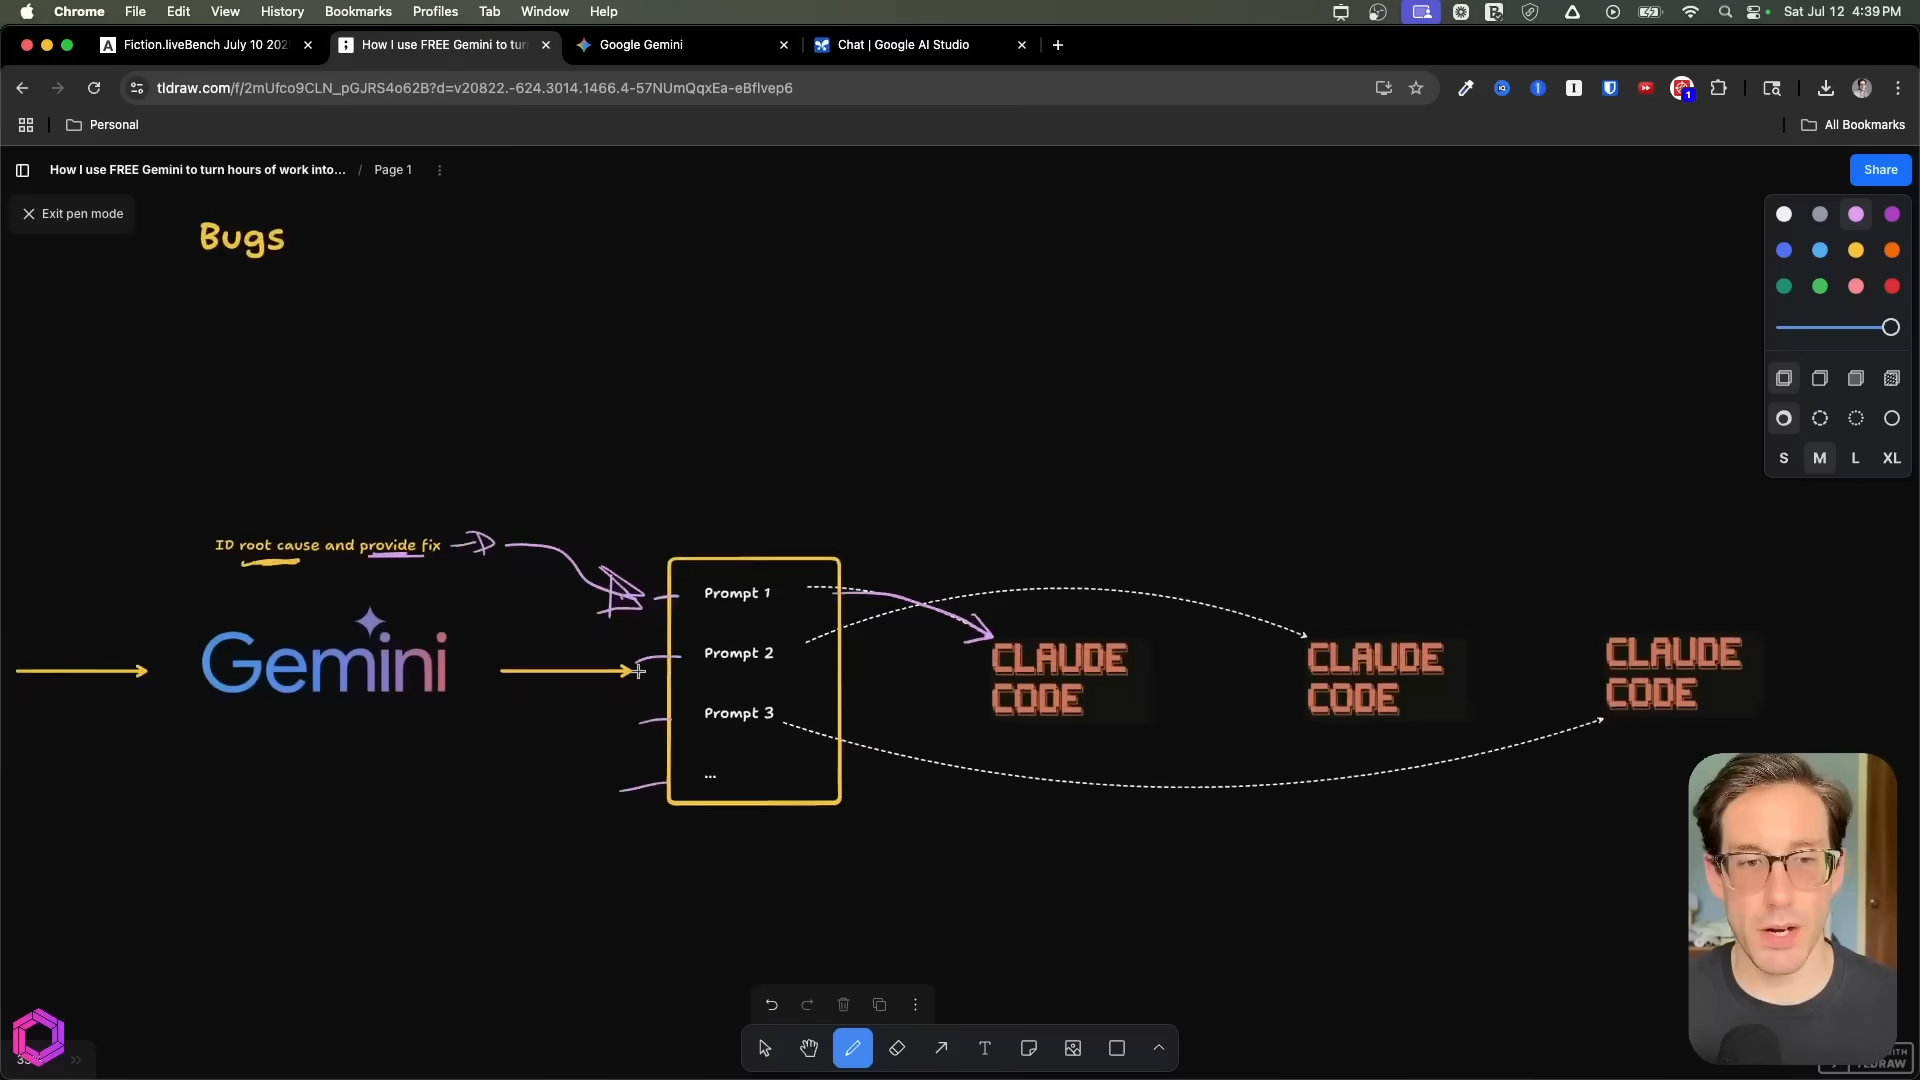 Chrome File Edit View History Bookmarks Profiles Tab Window Help Sat Jul 12 4:39 PM
Fiction.liveBench July 10 202 How I use FREE Gemini to tur Google Gemini Chat | Google AI Studio
tldraw.com/f/2mUfco9CLN_pGJRS4o62B?d=v20822.-624.3014.1466.4-57NUmQqxEa-eBfIvep6
Personal All Bookmarks
How I use FREE Gemini to turn hours of work into... / Page 1 Share
Exit pen mode
Bugs
S M L XL
ID root cause and provide fix
Gemini
Prompt 1
Prompt 2
Prompt 3
...
CLAUDE
CODE
CLAUDE
CODE
CLAUDE
CODE
TLDRAW